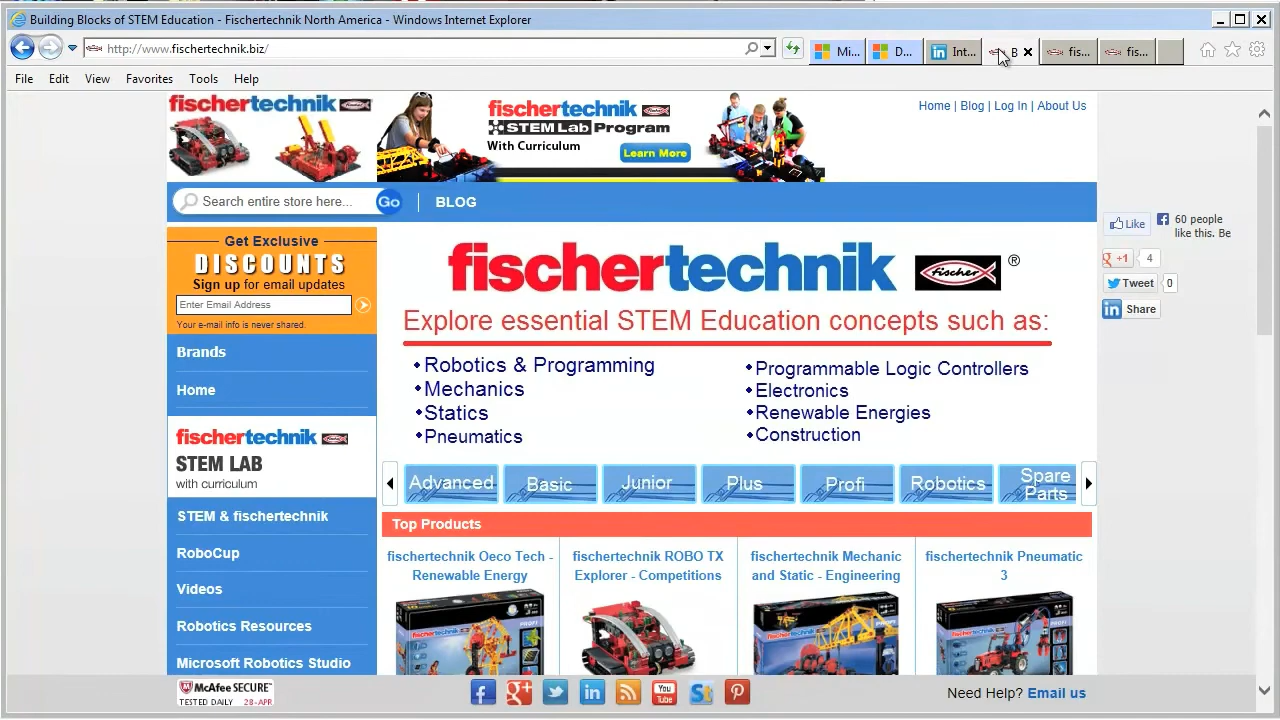 Building Blocks of STEM Education - Fischertechnik North America - Windows Internet Explorer
http://www.fischertechnik.biz/
Mi...
D...
Int...
B
fis...
fis...
File Edit View Favorites Tools Help
fischertechnik
fischertechnik
STEM Lab Program
With Curriculum
Learn More
Home | Blog | Log In | About Us
Search entire store here...
Go
BLOG
Like
60 people
like this. Be
+1
4
Tweet
0
Share
Get Exclusive
DISCOUNTS
Sign up for email updates
Enter Email Address
Your e-mail info is never shared.
Brands
Home
fischertechnik
STEM LAB
with curriculum
STEM & fischertechnik
RoboCup
Videos
Robotics Resources
Microsoft Robotics Studio
fischertechnik fischer ®
Explore essential STEM Education concepts such as:
•Robotics & Programming
•Mechanics
•Statics
•Pneumatics
•Programmable Logic Controllers
•Electronics
•Renewable Energies
•Construction
Advanced
Basic
Junior
Plus
Profi
Robotics
Spare
Parts
Top Products
fischertechnik Oeco Tech -
Renewable Energy
fischertechnik ROBO TX
Explorer - Competitions
fischertechnik Mechanic
and Static - Engineering
fischertechnik Pneumatic
3
fischertechnik
fischertechnik
fischertechnik
McAfee SECURE™
TESTED DAILY 28-APR
You
Tube
Need Help? Email us